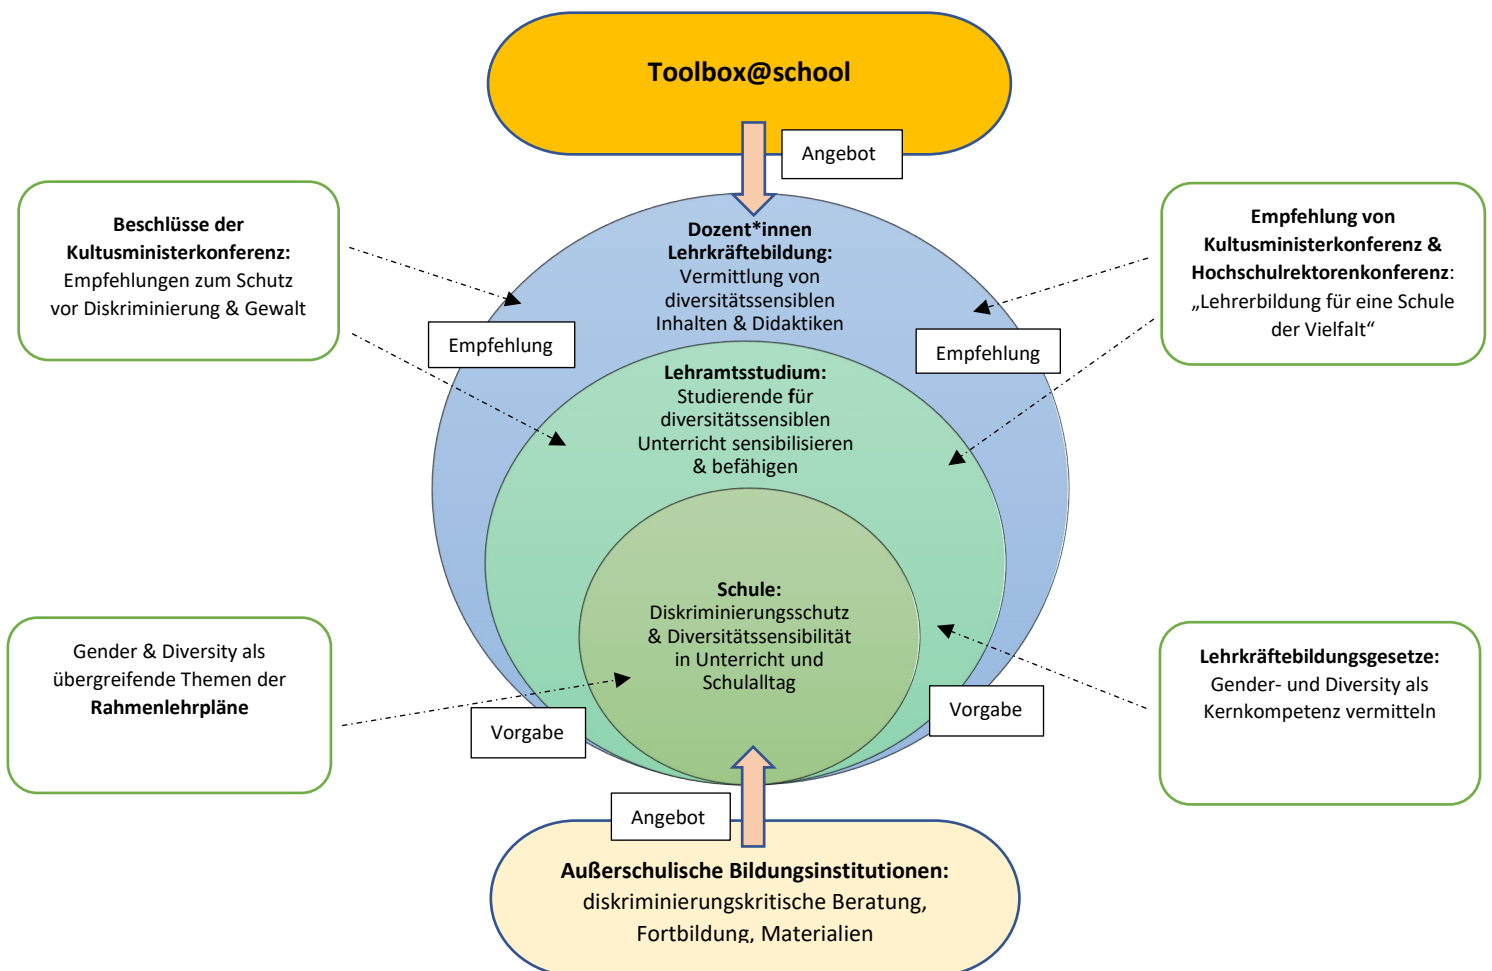 Toolbox@school
Angebot
Beschlüsse der
Kultusministerkonferenz:
Empfehlungen zum Schutz
vor Diskriminierung & Gewalt
Dozent*innen
Lehrkräftebildung:
Vermittlung von
diversitätssensiblen
Inhalten & Didaktiken
Empfehlung von
Kultusministerkonferenz &
Hochschulrektorenkonferenz:
„Lehrerbildung für eine Schule
der Vielfalt“
Empfehlung
Empfehlung
Lehramtsstudium:
Studierende für
diversitätssensiblen
Unterricht sensibilisieren
& befähigen
Schule:
Diskriminierungsschutz
& Diversitätssensibilität
in Unterricht und
Schulalltag
Gender & Diversity als
übergreifende Themen der
Rahmenlehrpläne
Lehrkräftebildungsgesetze:
Gender- und Diversity als
Kernkompetenz vermitteln
Vorgabe
Vorgabe
Angebot
Außerschulische Bildungsinstitutionen:
diskriminierungskritische Beratung,
Fortbildung, Materialien